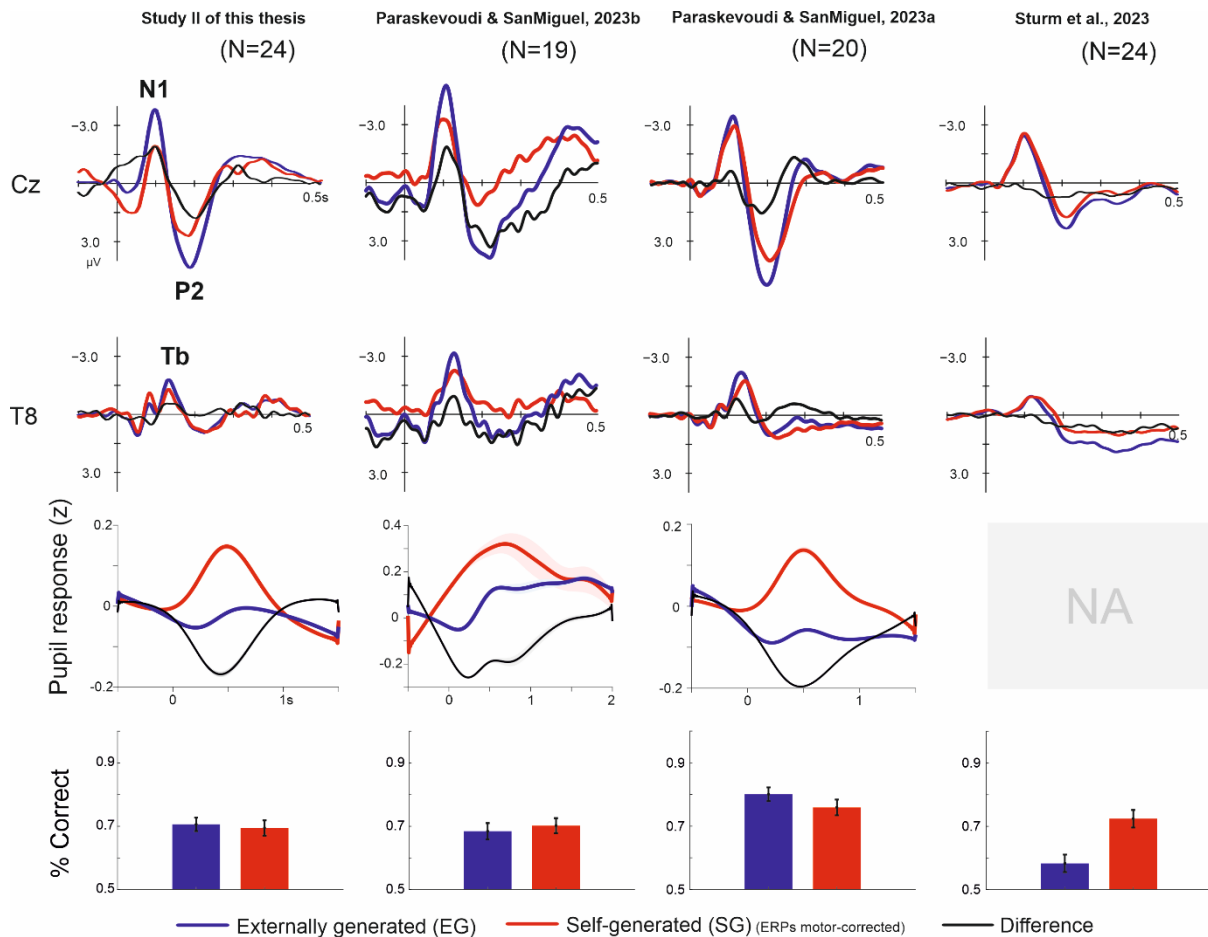 Study II of this thesis
(N=24)
Paraskevoudi & SanMiguel, 2023b
(N=19)
Paraskevoudi & SanMiguel, 2023a
(N=20)
Sturm et al., 2023
(N=24)
Cz
N1
P2
−3.0
3.0
µV
0.5s
−3.0
3.0
0.5
−3.0
3.0
0.5
−3.0
3.0
0.5
T8
Tb
−3.0
3.0
0.5
−3.0
3.0
0.5
−3.0
3.0
0.5
−3.0
3.0
0.5
Pupil response (z)
0.2
0
-0.2
0
1s
0.4
0.2
0
-0.2
0
1
2
0.2
0
-0.2
0
1
NA
% Correct
0.9
0.7
0.5
0.9
0.7
0.5
0.9
0.7
0.5
0.9
0.7
0.5
Externally generated (EG)
Self-generated (SG) (ERPs motor-corrected)
Difference